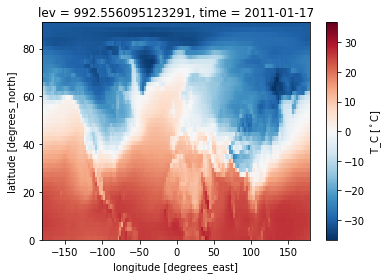 lev = 992.556095123291, time = 2011-01-17
80
60
40
20
0
latitude [degrees_north]
−150 −100 −50 0 50 100 150
longitude [degrees_east]
30
20
10
0
−10
−20
−30
T_C [°C]